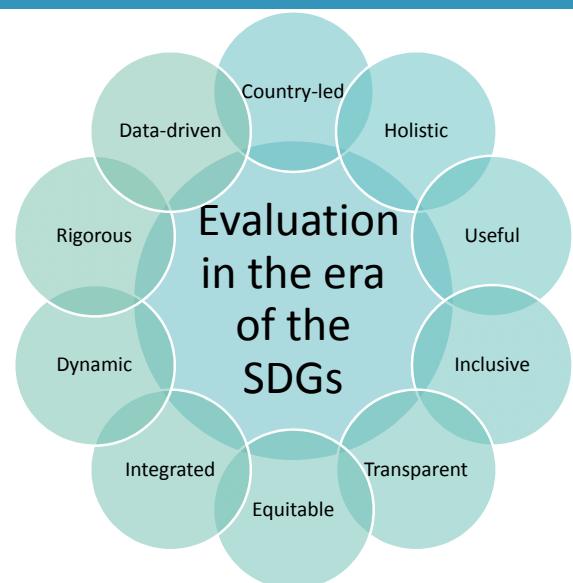 Country-led
Holistic
Useful
Inclusive
Transparent
Equitable
Integrated
Dynamic
Rigorous
Data-driven
Evaluation
in the era
of the
SDGs